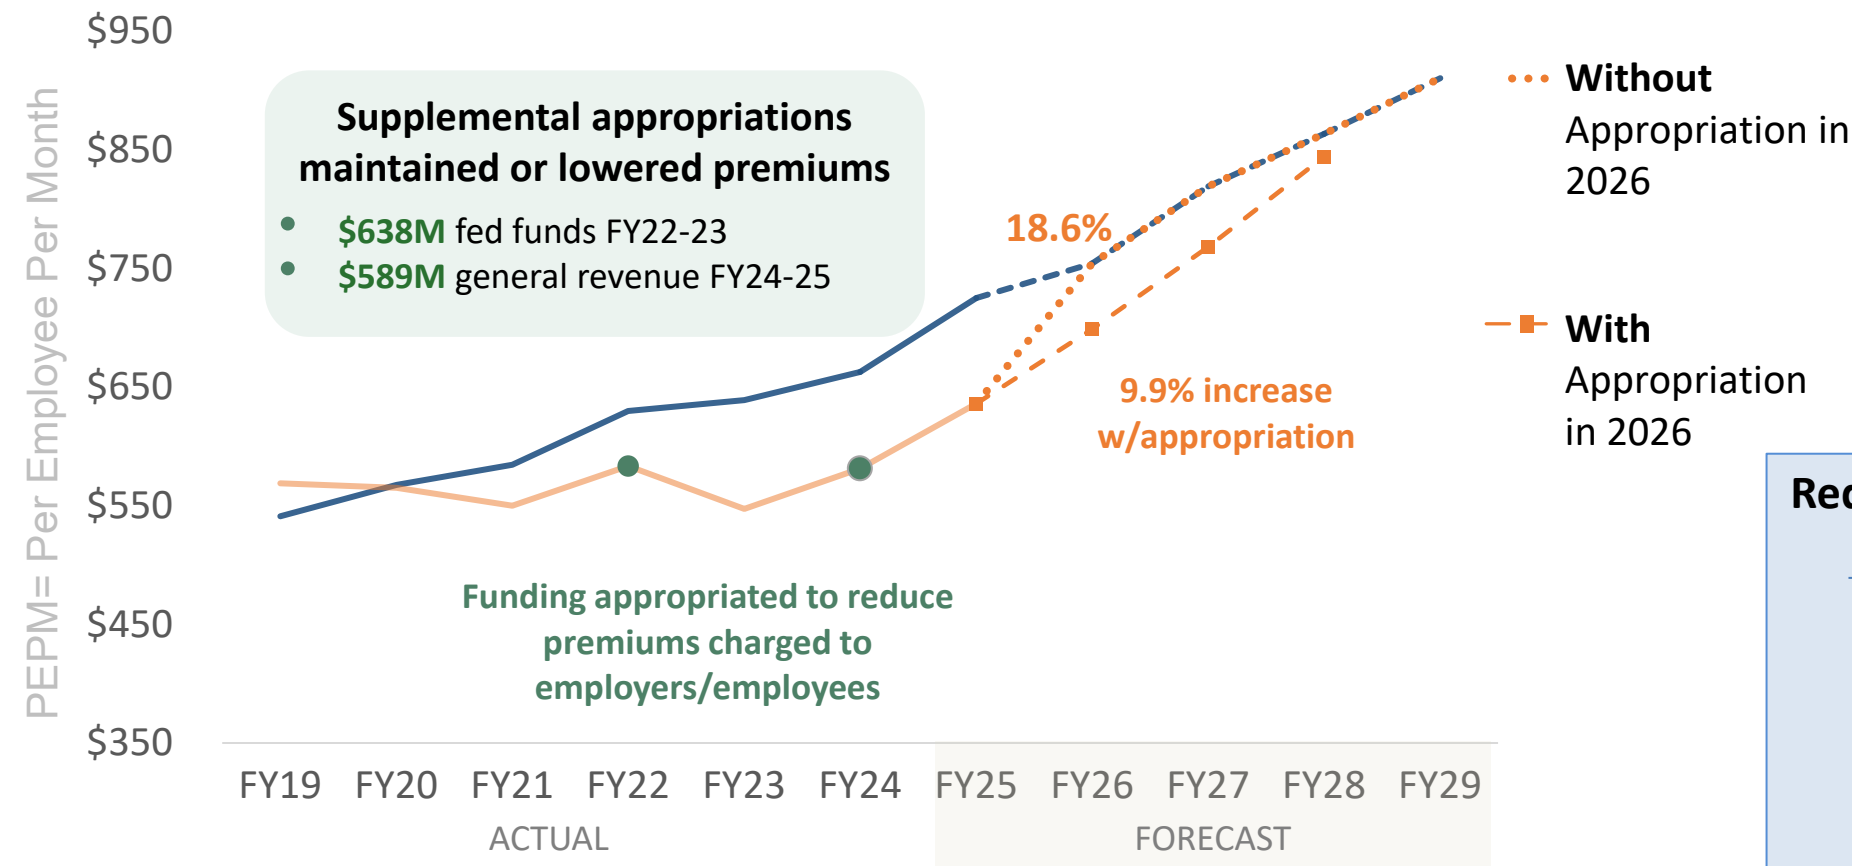 $950
$850
$750
$650
$550
$450
$350
PEPM= Per Employee Per Month
Supplemental appropriations
maintained or lowered premiums
• $638M fed funds FY22-23
• $589M general revenue FY24-25
18.6%
9.9% increase
w/appropriation
Funding appropriated to reduce
premiums charged to
employers/employees
Without
Appropriation in
2026
With
Appropriation
in 2026
FY19 FY20 FY21 FY22 FY23 FY24 FY25 FY26 FY27 FY28 FY29
ACTUAL FORECAST